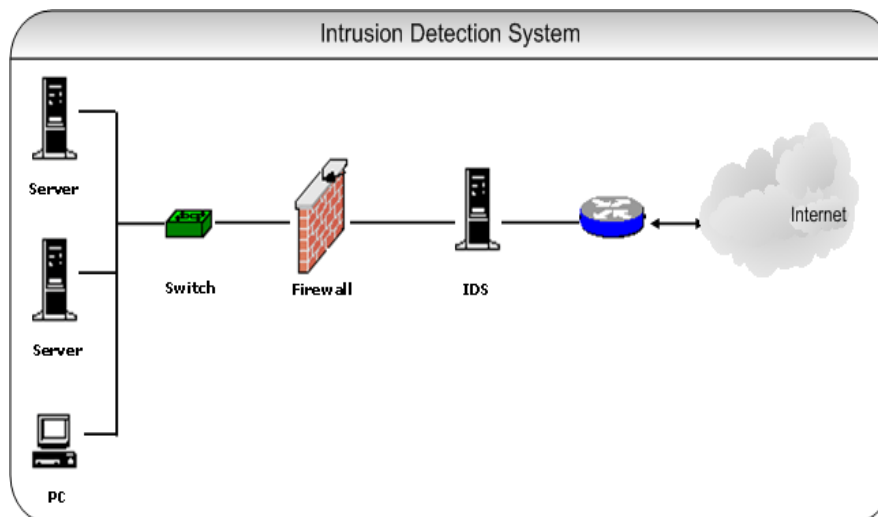 Intrusion Detection System
Server
Internet
Switch
Firewall
IDS
Server
PC